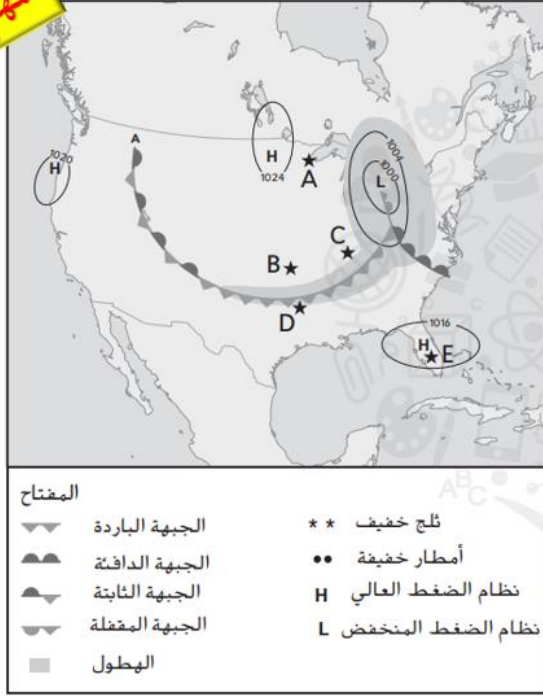 A
1020
H
H
1024
A
1004
1000
L
C
B
D
1016
H
E
ABC
المفتاح
الجبهة الباردة
ثلج خفيف
الجبهة الدافئة
أمطار خفيفة
الجبهة الثابتة
نظام الضغط العالي H
الجبهة المقفلة
نظام الضغط المنخفض L
الهطول